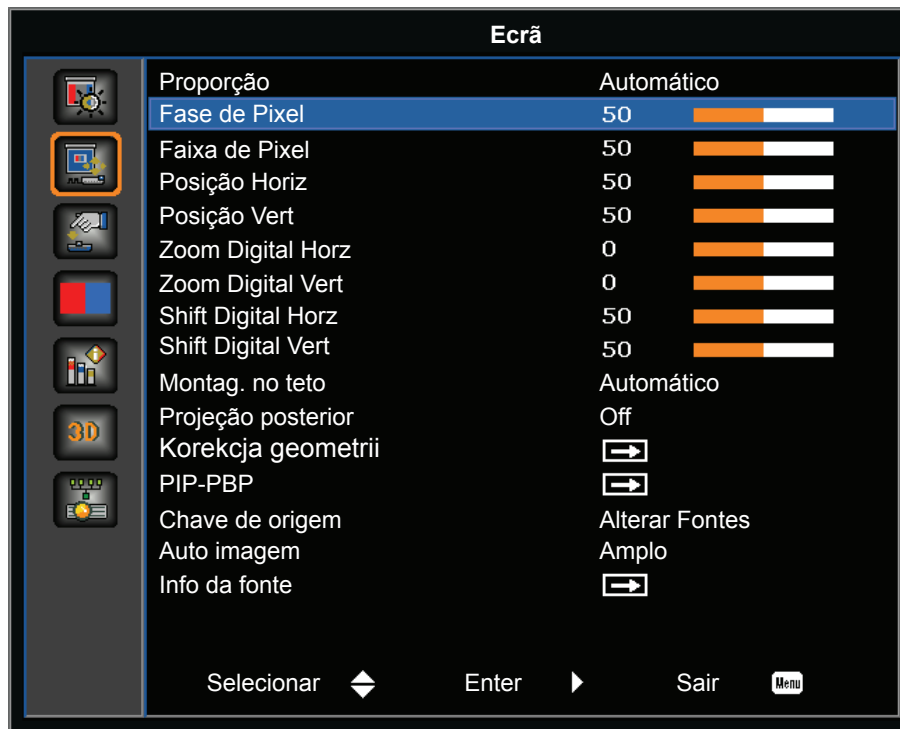 Ecrã
Proporção Automático
Fase de Pixel 50
Faixa de Pixel 50
Posição Horiz 50
Posição Vert 50
Zoom Digital Horz 0
Zoom Digital Vert 0
Shift Digital Horz 50
Shift Digital Vert 50
Montag. no teto Automático
3D
Projeção posterior Off
Korekcja geometrii
PIP-PBP
Chave de origem Alterar Fontes
Auto imagem Amplo
Info da fonte
Selecionar Enter Sair Menu